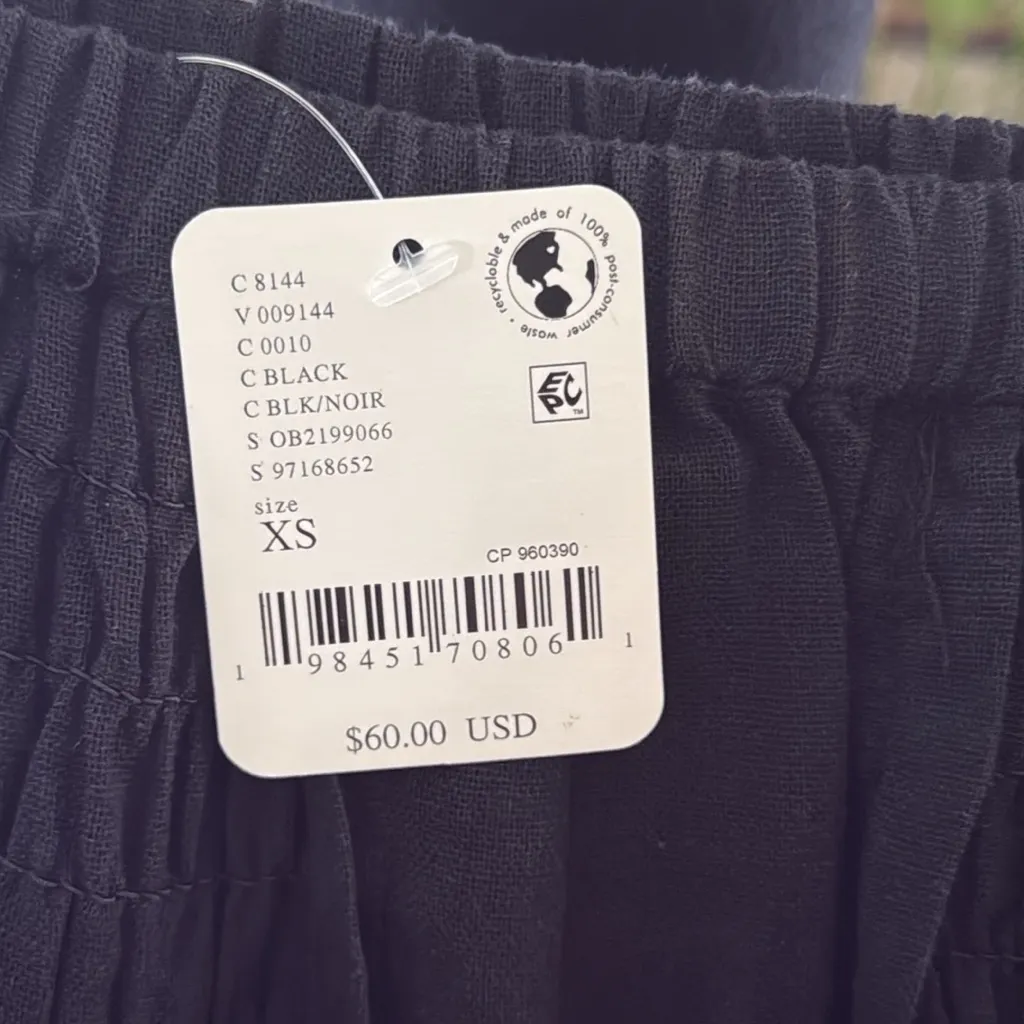 recyclable & made of 100% post-consumer waste •
C 8144
V 009144
C 0010
C BLACK
C BLK/NOIR
S OB2199066
S 97168652
EPC TM
size
XS
CP 960390
1 98451 70806 1
$60.00 USD